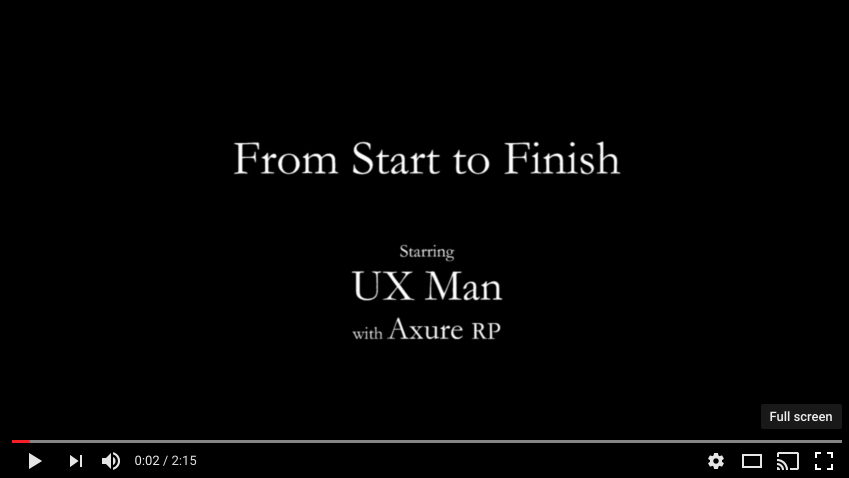 From Start to Finish
Starring
UX Man
with Axure RP
Full screen
0:02 / 2:15